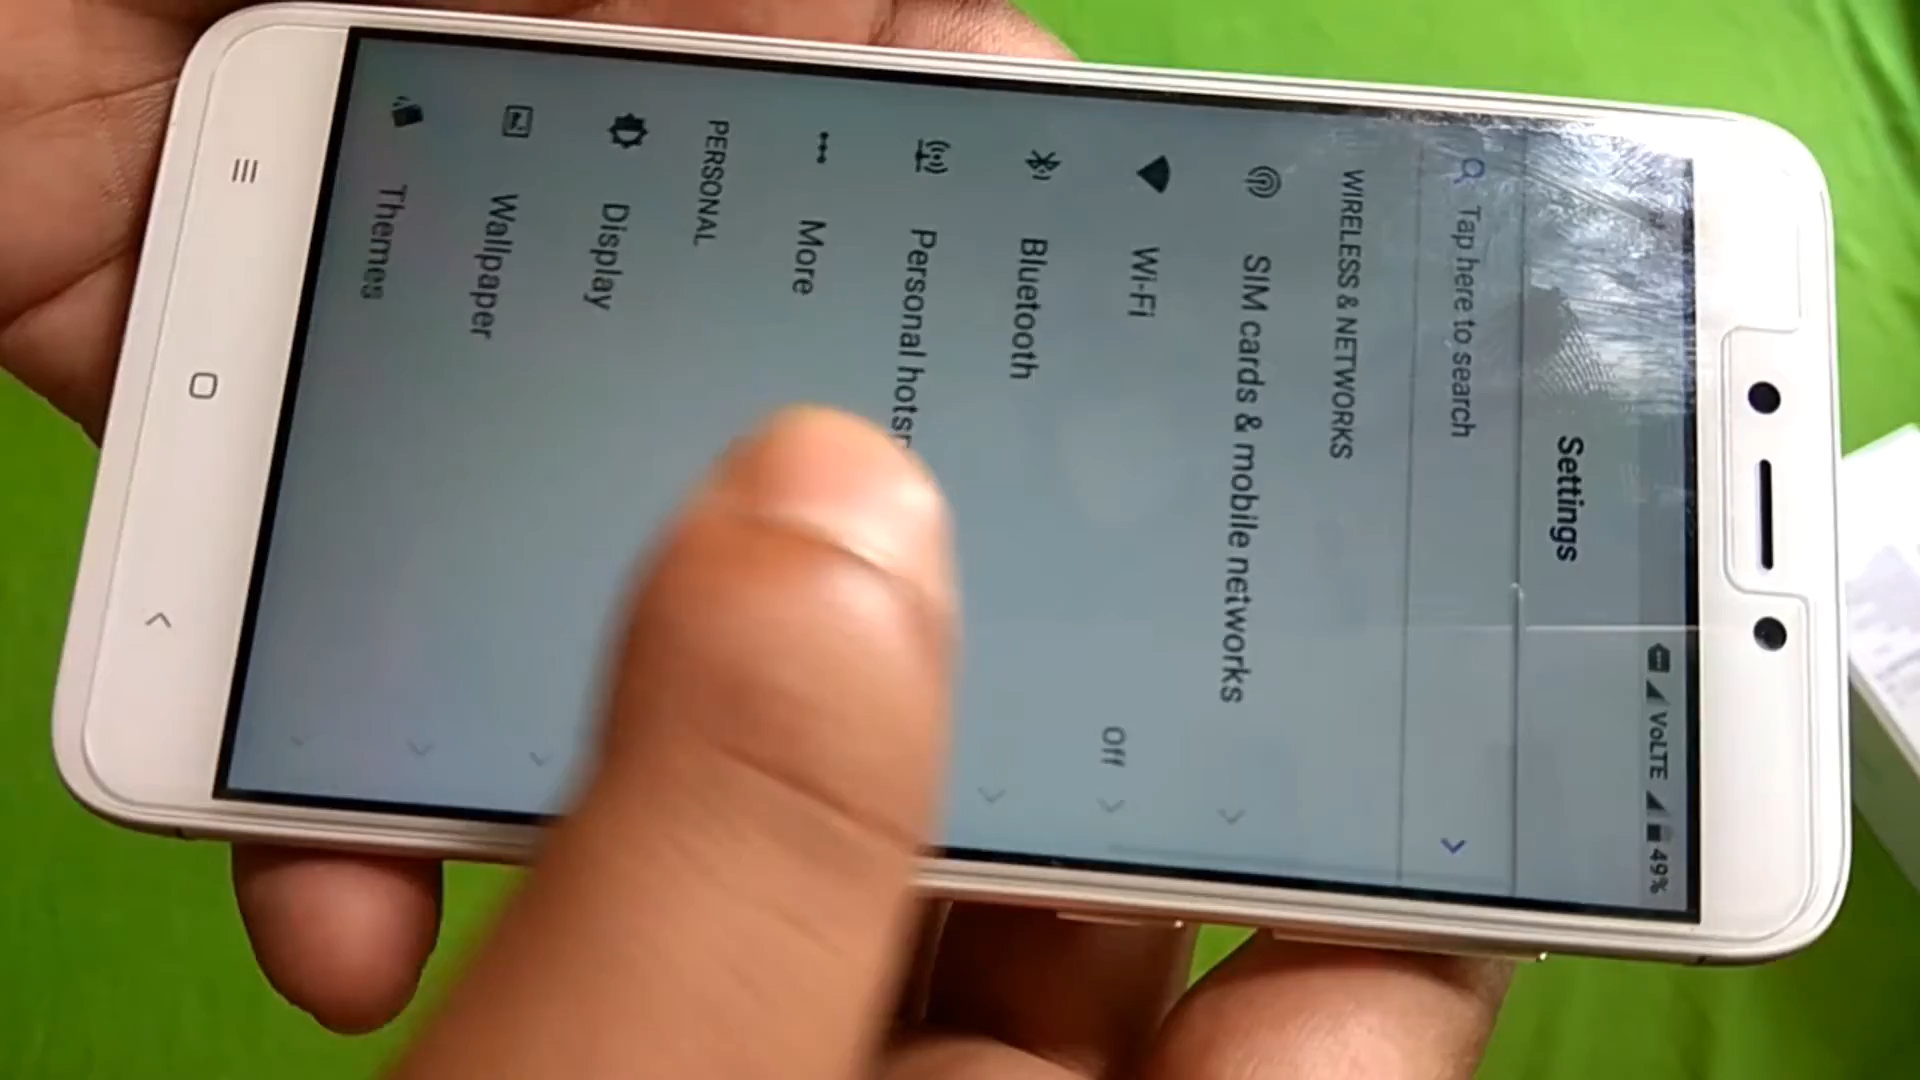 VoLTE 49%
Settings
Tap here to search
WIRELESS & NETWORKS
SIM cards & mobile networks
Wi-Fi Off
Bluetooth
Personal
More
PERSONAL
Display
Wallpaper
Themes